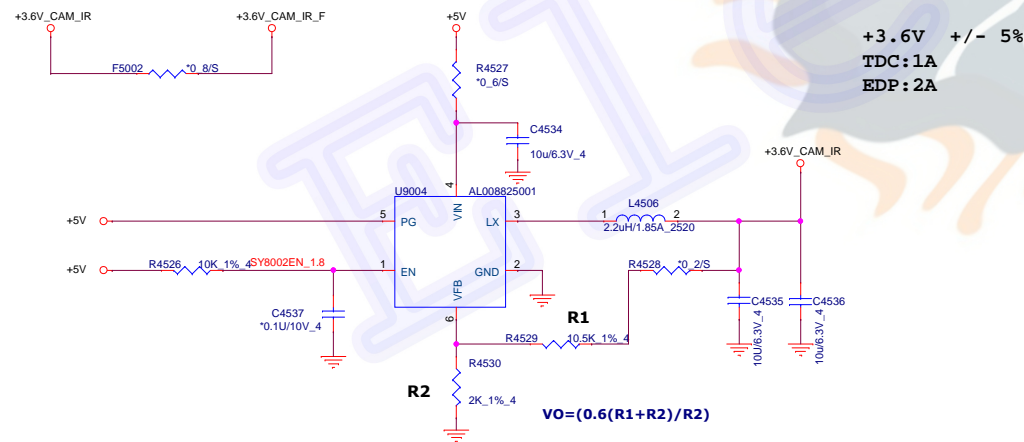 +3.6V_CAM_IR
+3.6V_CAM_IR_F
+5V
+3.6V +/- 5%
TDC:1A
EDP:2A
F5002
*0_8/S
R4527
*0_6/S
C4534
10u/6.3V_4
+3.6V_CAM_IR
U9004
AL008825001
4
VIN
+5V
5
PG
LX
3
1
L4506
2
2.2uH/1.85A_2520
+5V
R4526
10K_1%_4
SY8002EN_1.8
1
EN
GND
2
R4528
*0_2/S
VFB
6
C4537
*0.1U/10V_4
R1
C4535
10U/6.3V_4
C4536
10u/6.3V_4
R4529
10.5K_1%_4
R4530
R2
2K_1%_4
VO=(0.6(R1+R2)/R2)